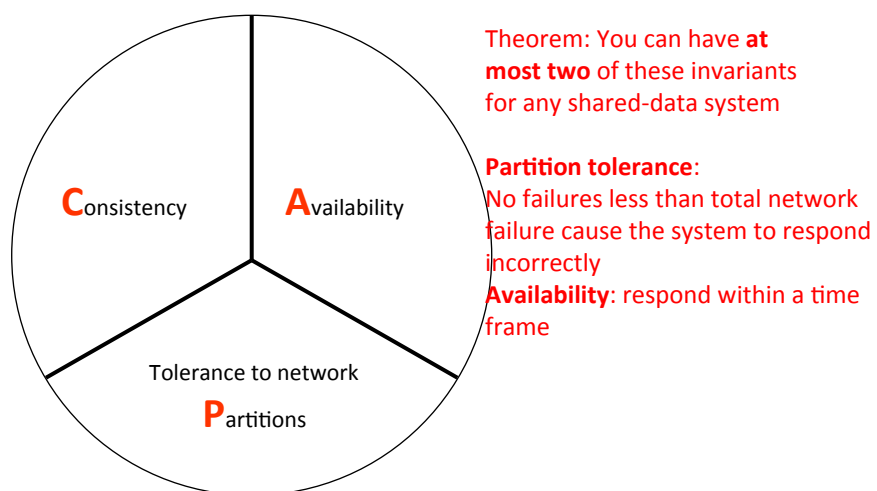 Theorem: You can have at
most two of these invariants
for any shared-data system
Consistency
Availability
Partition tolerance:
No failures less than total network
failure cause the system to respond
incorrectly
Availability: respond within a time
frame
Tolerance to network
Partitions